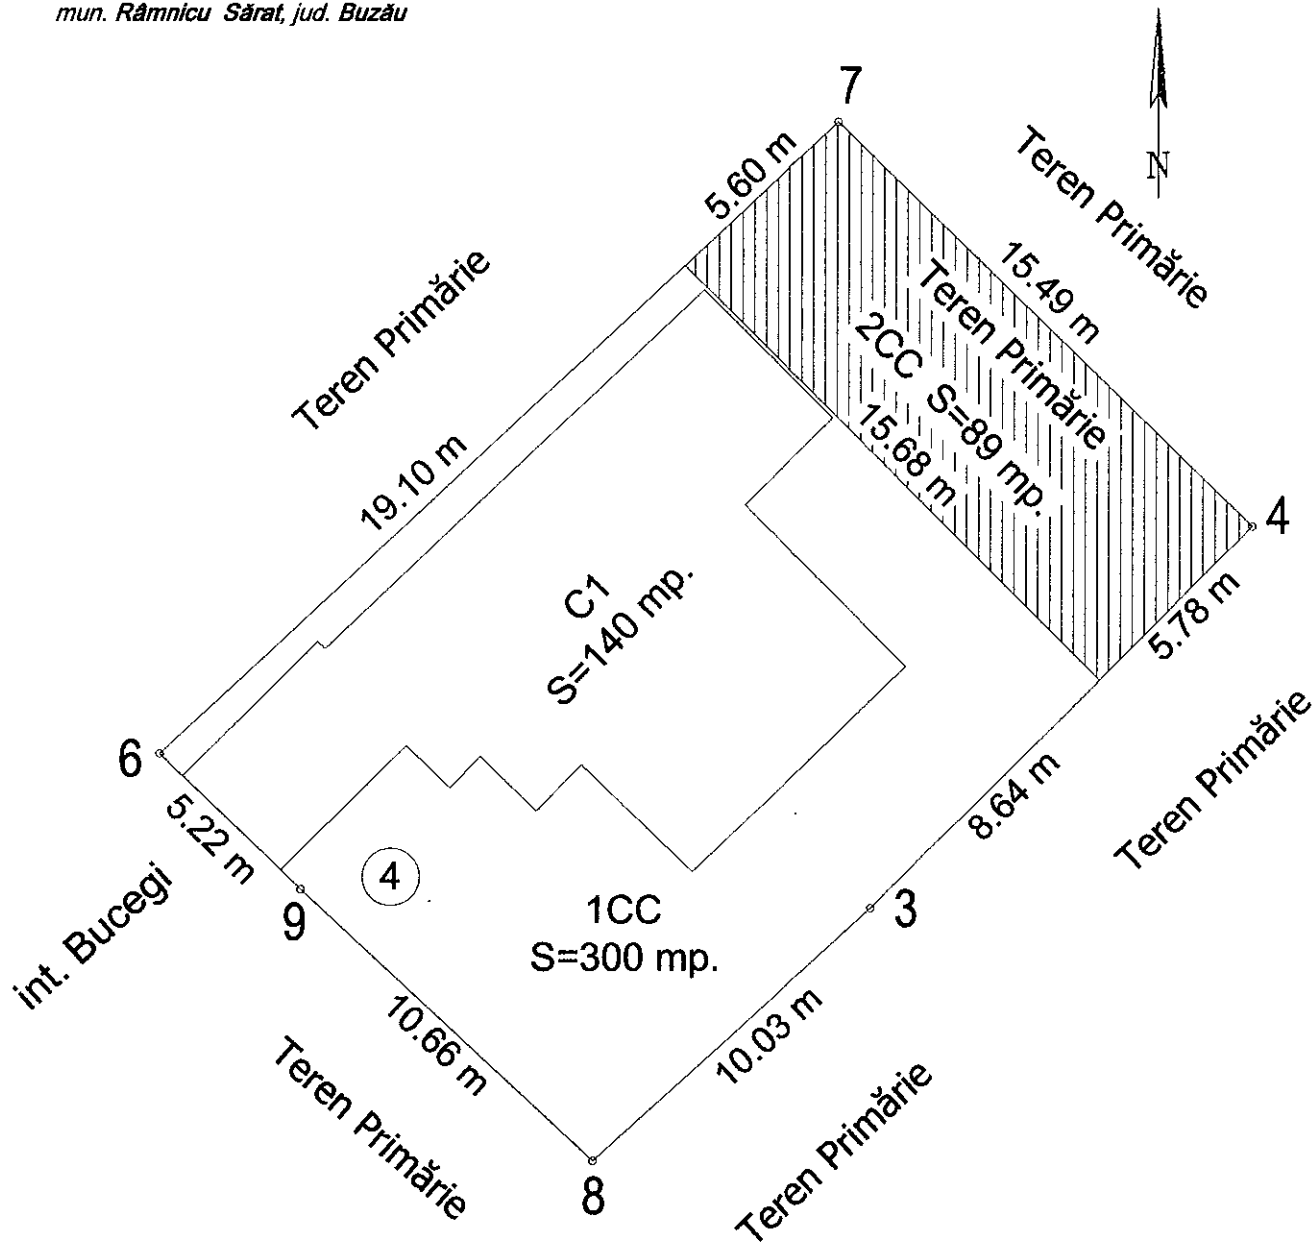 mun. Râmnicu Sărat, jud. Buzău
7
N
5.60 m
Teren Primărie
15.49 m
Teren Primărie
2CC S=89 mp.
15.68 m
Teren Primărie
19.10 m
4
5.78 m
C1
S=140 mp.
6
5.22 m
8.64 m
Teren Primărie
int. Bucegi
9
4
1CC
S=300 mp.
3
10.66 m
10.03 m
Teren Primărie
8
Teren Primărie